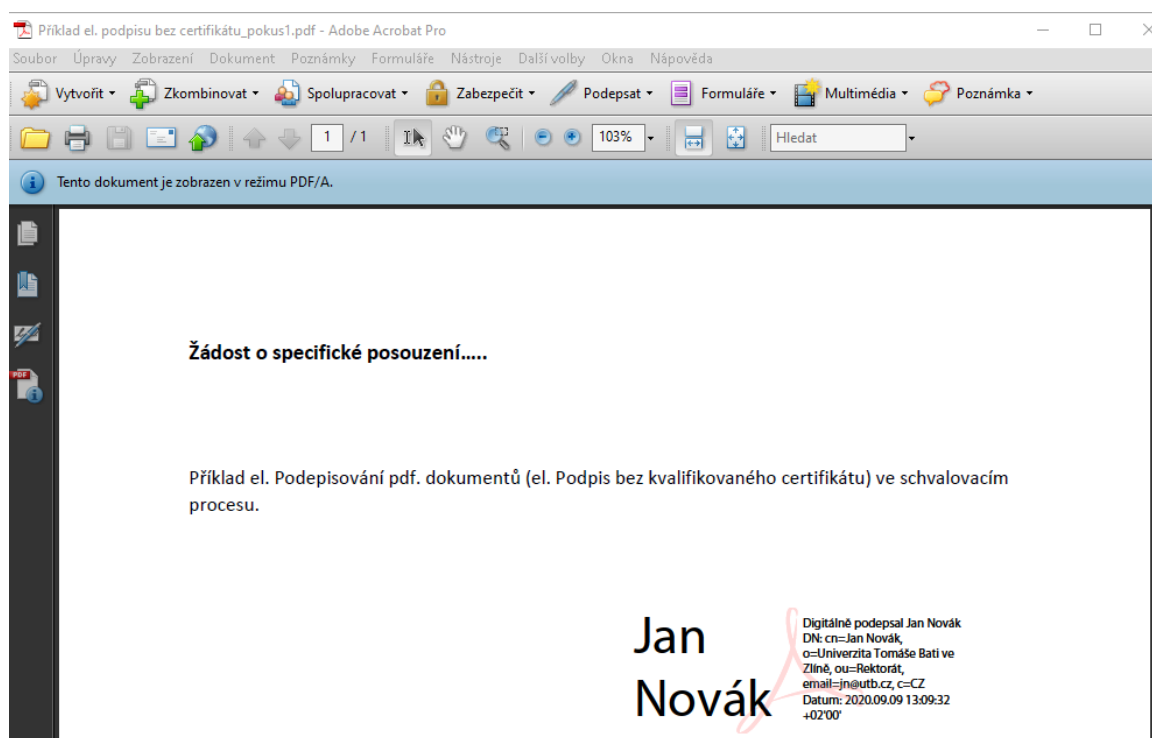 Příklad el. podpisu bez certifikátu_pokus1.pdf - Adobe Acrobat Pro
Soubor Úpravy Zobrazení Dokument Poznámky Formuláře Nástroje Další volby Okna Nápověda
Vytvořit Zkombinovat Spolupracovat Zabezpečit Podepsat Formuláře Multimédia Poznámka
1 / 1 103% Hledat
Tento dokument je zobrazen v režimu PDF/A.
PDF
Žádost o specifické posouzení.....
Příklad el. Podepisování pdf. dokumentů (el. Podpis bez kvalifikovaného certifikátu) ve schvalovacím
procesu.
Jan
Novák
Digitálně podepsal Jan Novák
DN: cn=Jan Novák,
o=Univerzita Tomáše Bati ve
Zlíně, ou=Rektorát,
email=jn@utb.cz, c=CZ
Datum: 2020.09.09 13:09:32
+02'00'